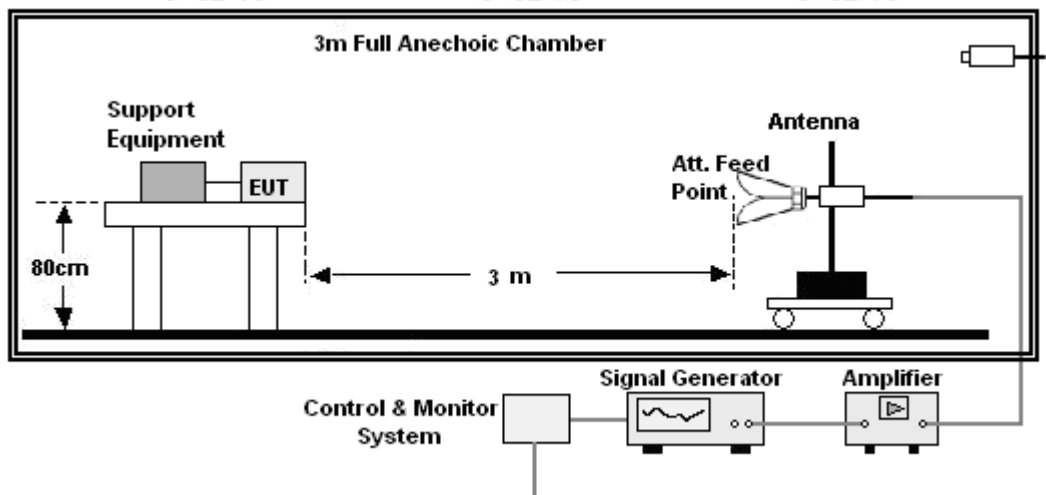 3m Full Anechoic Chamber
Support
Equipment
EUT
Antenna
Att. Feed
Point
80cm
3 m
Signal Generator
Amplifier
Control & Monitor
System